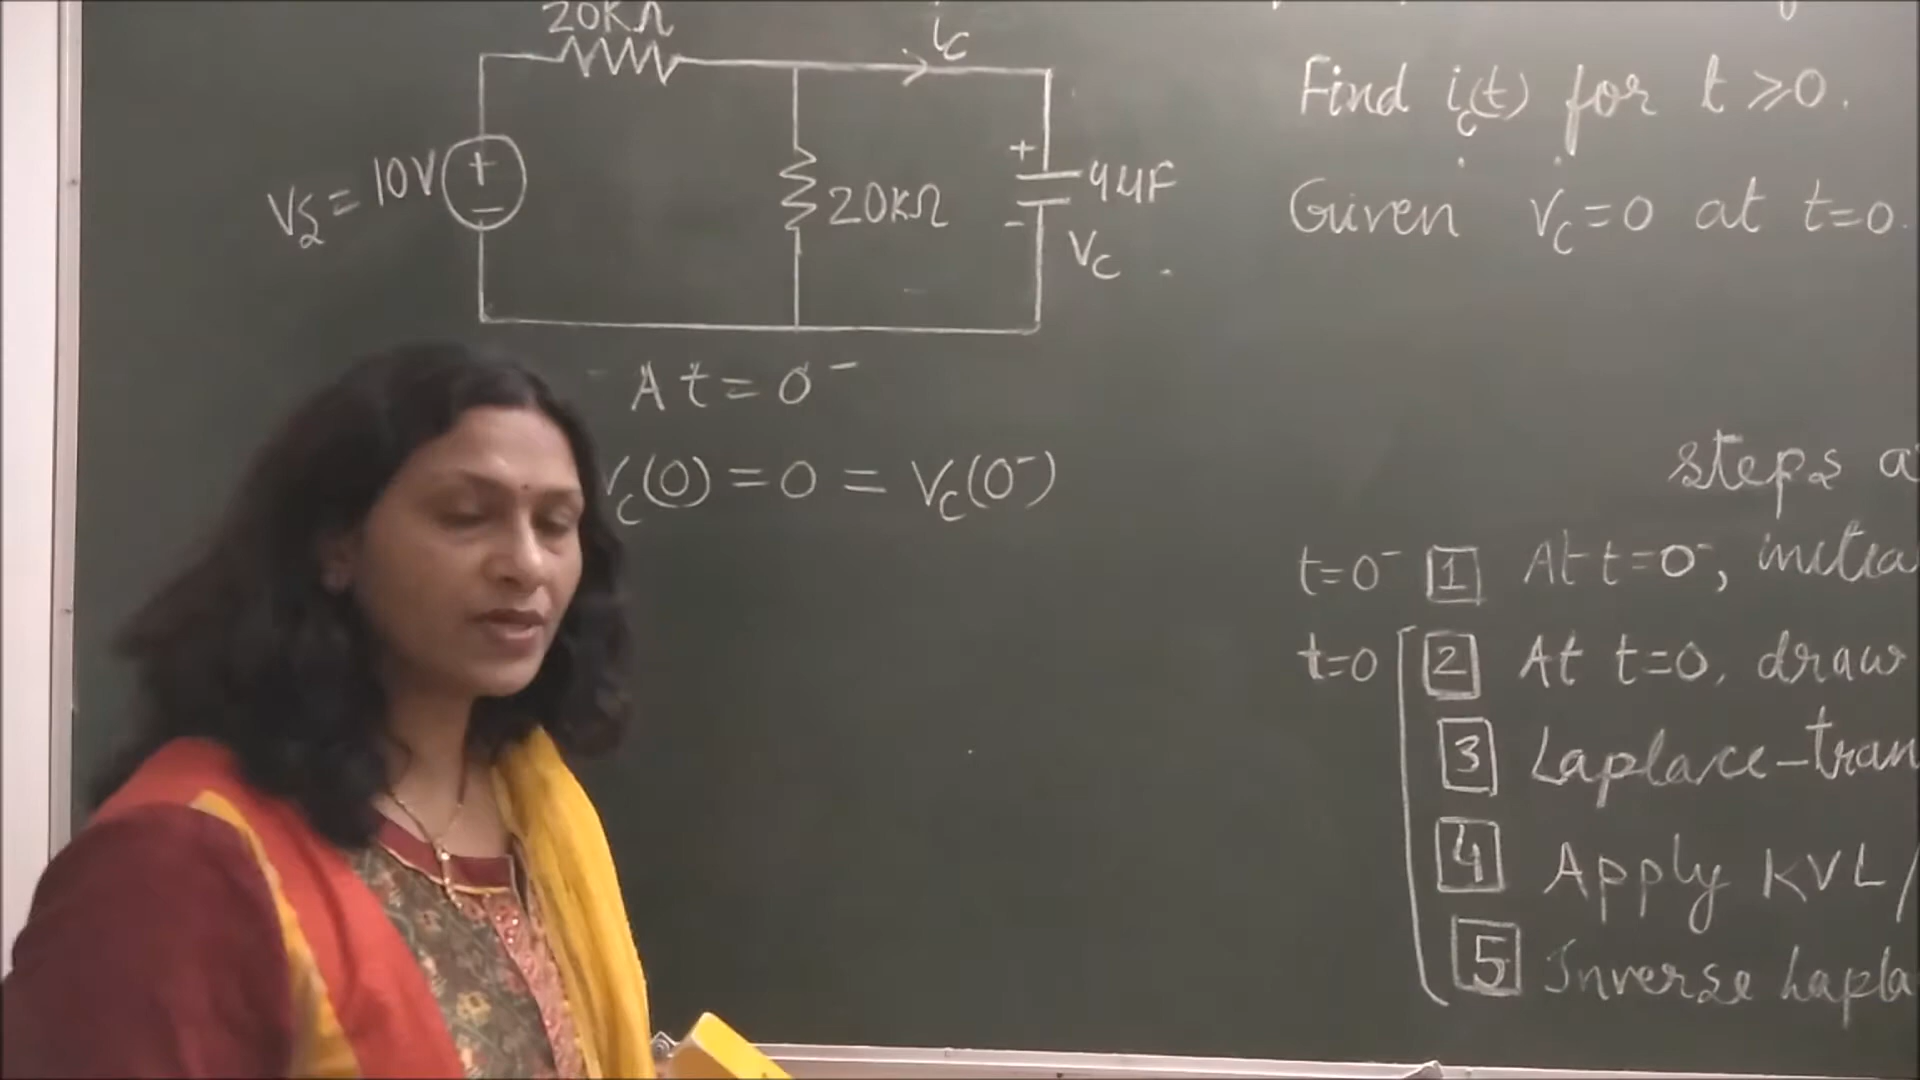 20KΩ
ic
VS = 10V
+
-
20KΩ
+
4µF
-
VC
At = 0⁻
VC(0) = 0 = VC(0⁻)
Find ic(t) for t ≥0.
Given VC=0 at t=0.
steps
t=0⁻ 1 At t=0⁻,
t=0 2 At t=0, draw
3
4 Apply KVL/
5 Inverse